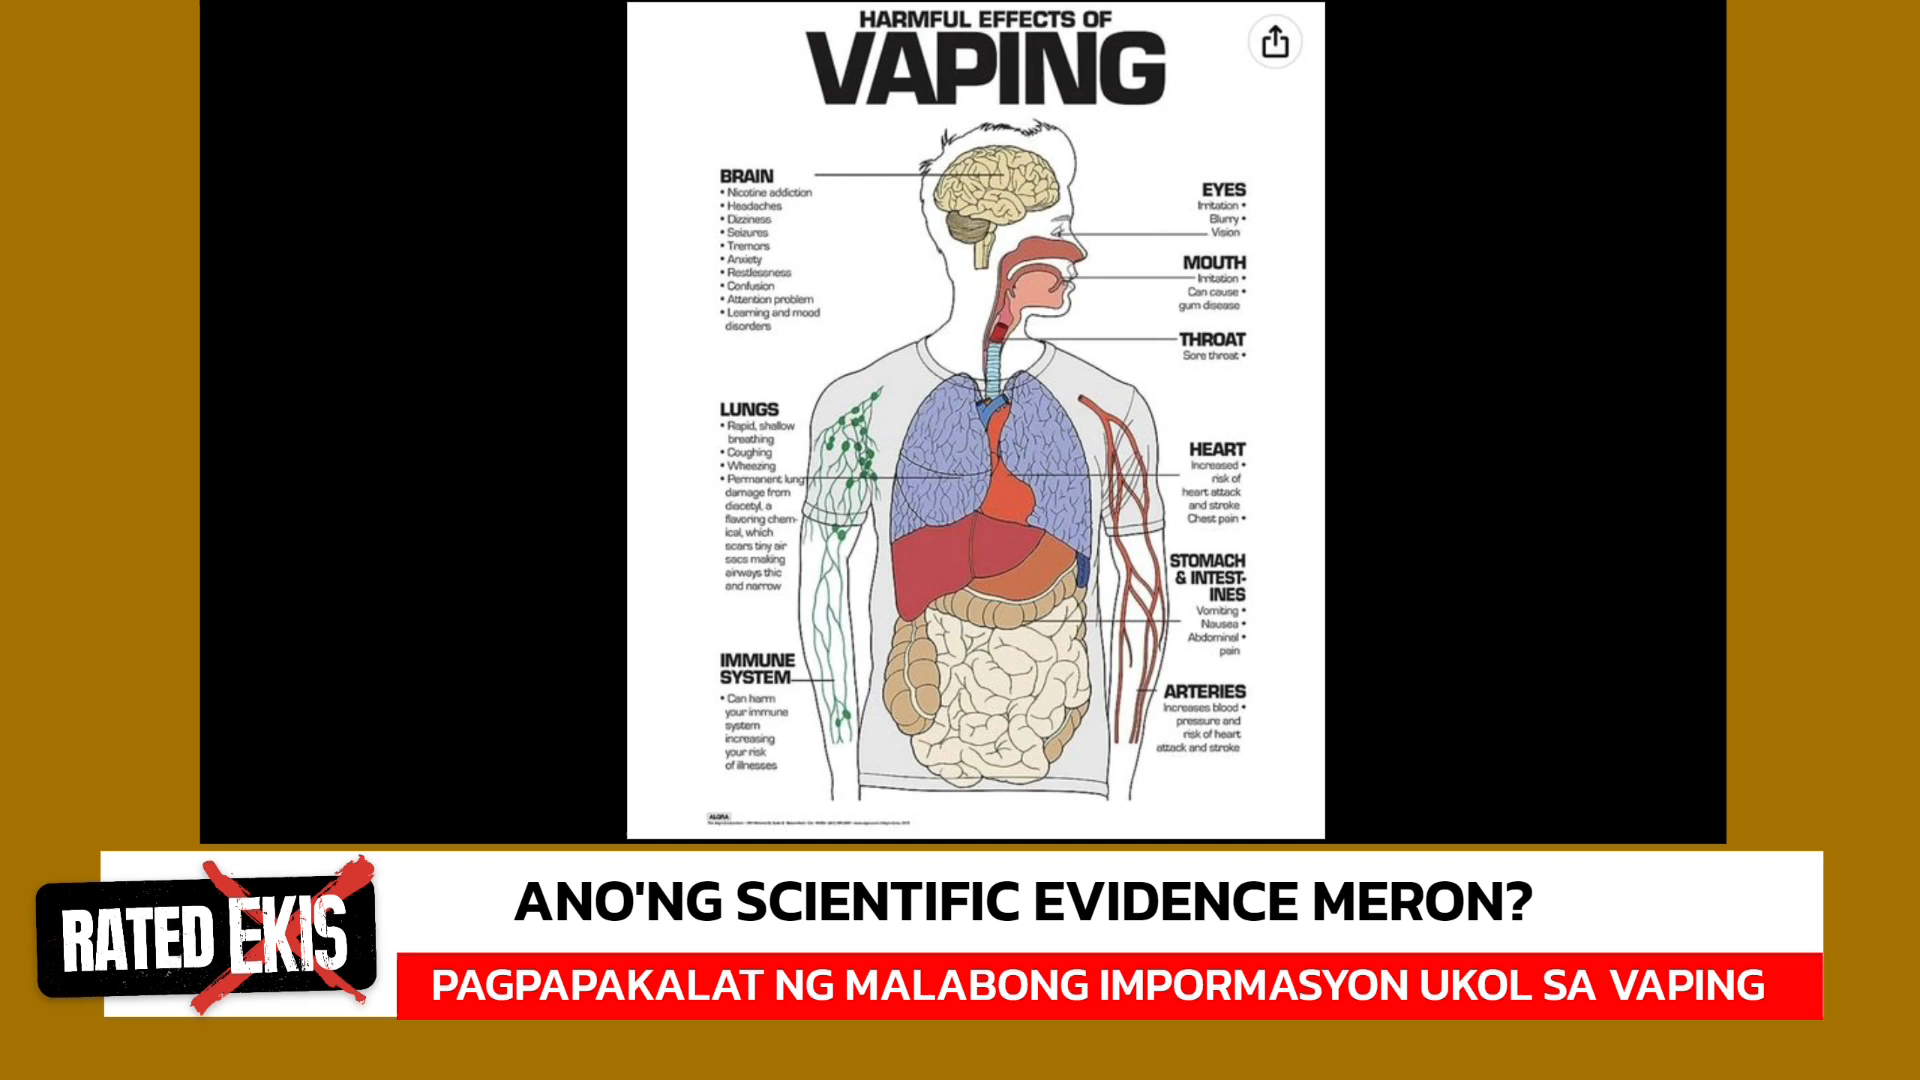 HARMFUL EFFECTS OF
VAPING
BRAIN
• Nicotine addiction
• Headaches
• Dizziness
• Seizures
• Tremors
• Anxiety
• Restlessness
• Confusion
• Attention problem
• Learning and mood
disorders
EYES
Irritation •
Blurry •
Vision
MOUTH
Irritation •
Can cause •
gum disease
THROAT
Sore throat •
LUNGS
• Rapid, shallow
breathing
• Coughing
• Wheezing
• Permanent lung
damage from
diacetyl, a
flavoring chem-
ical, which
scars tiny air
sacs making
airways thic
and narrow
HEART
Increased •
risk of
heart attack
and stroke
Chest pain •
STOMACH
& INTEST-
INES
Vomiting •
Nausea •
Abdominal •
pain
IMMUNE
SYSTEM
• Can harm
your immune
system
increasing
your risk
of illnesses
ARTERIES
Increases blood •
pressure and
risk of heart
attack and stroke
ALGRA
RATED EKIS
ANO'NG SCIENTIFIC EVIDENCE MERON?
PAGPAPAKALAT NG MALABONG IMPORMASYON UKOL SA VAPING